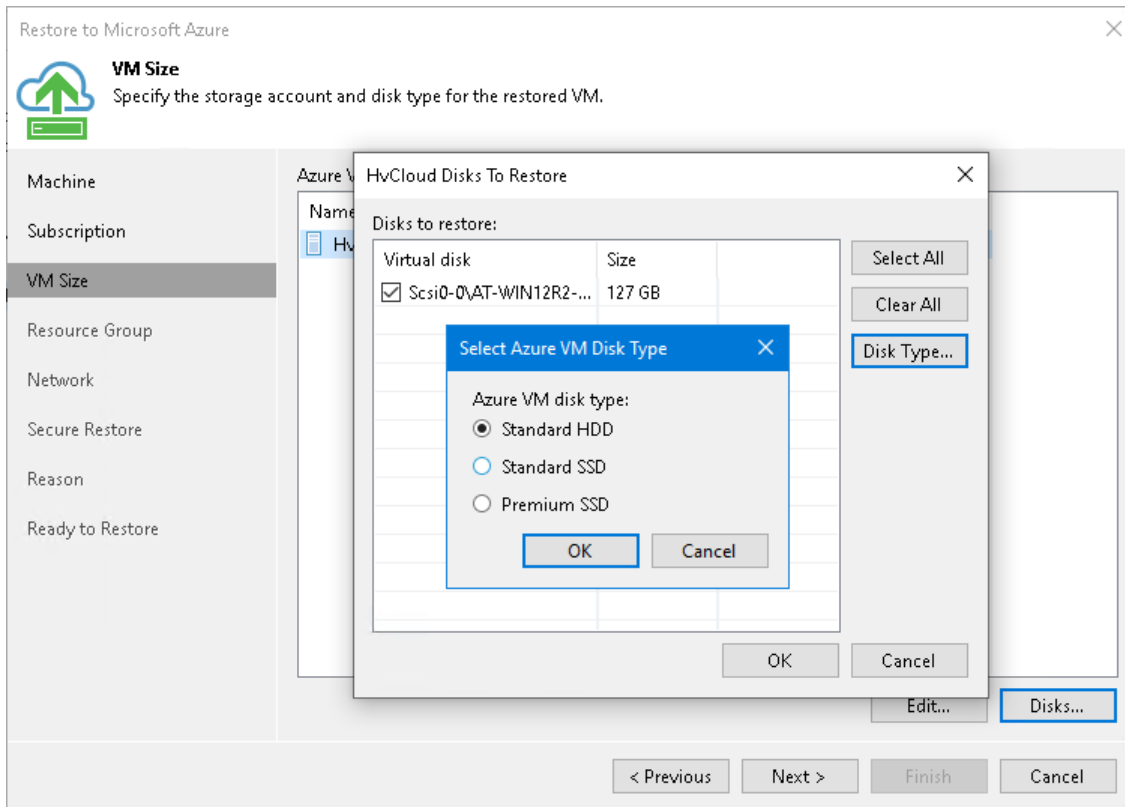 Restore to Microsoft Azure
VM Size
Specify the storage account and disk type for the restored VM.
Machine
Subscription
VM Size
Resource Group
Network
Secure Restore
Reason
Ready to Restore
Azure V
Name
Hv
HvCloud Disks To Restore
Disks to restore:
Virtual disk Size
Scsi0-0\AT-WIN12R2-... 127 GB
Select All
Clear All
Disk Type...
Select Azure VM Disk Type
Azure VM disk type:
Standard HDD
Standard SSD
Premium SSD
OK Cancel
OK Cancel
Edit... Disks...
< Previous Next > Finish Cancel